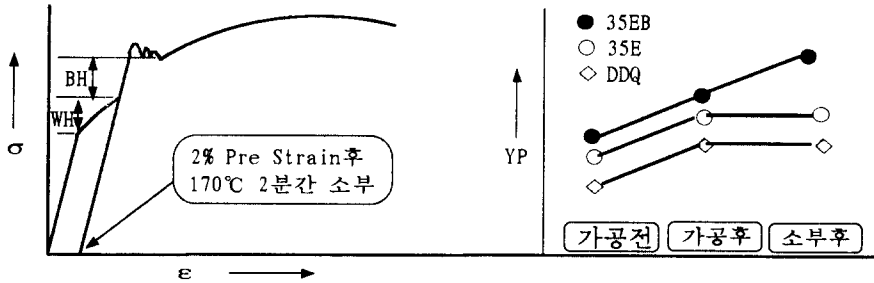 σ
BH
WH
2% Pre Strain후
170℃ 2분간 소부
ε
● 35EB
○ 35E
◇ DDQ
YP
가공전 가공후 소부후